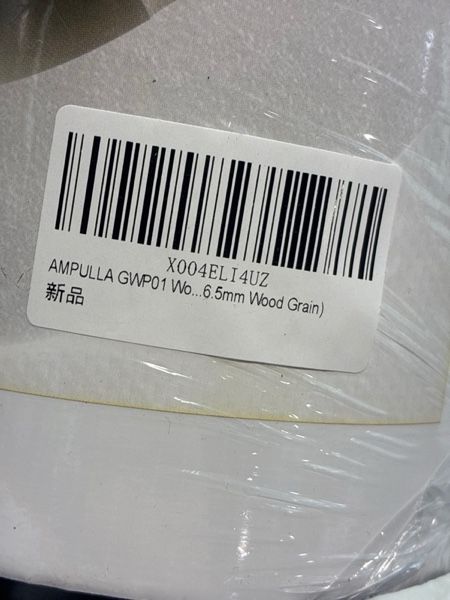 X004ELI4UZ
AMPULLA GWP01 Wo...6.5mm Wood Grain)
新品